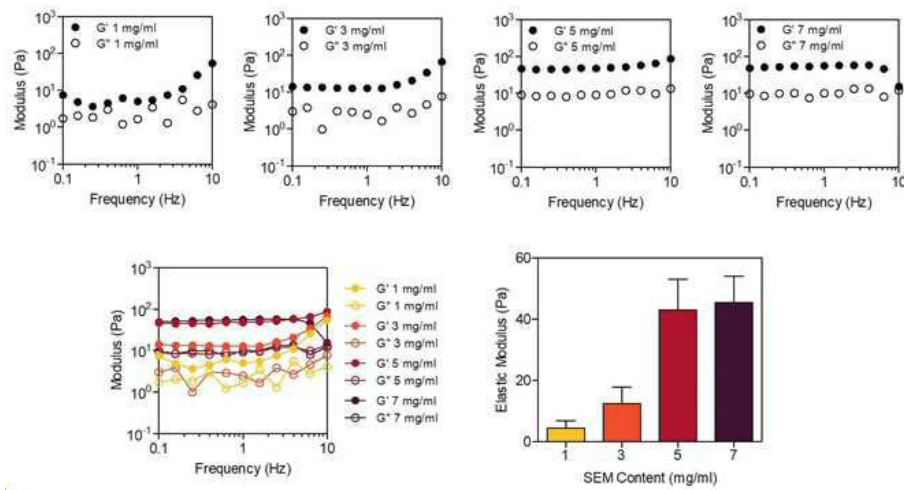 G' 1 mg/ml
G" 1 mg/ml
Modulus (Pa)
10³
10²
10¹
10⁰
10⁻¹
0.1
1
10
Frequency (Hz)
G' 3 mg/ml
G" 3 mg/ml
Modulus (Pa)
10³
10²
10¹
10⁰
10⁻¹
0.1
1
10
Frequency (Hz)
G' 5 mg/ml
G" 5 mg/ml
Modulus (Pa)
10³
10²
10¹
10⁰
10⁻¹
0.1
1
10
Frequency (Hz)
G' 7 mg/ml
G" 7 mg/ml
Modulus (Pa)
10³
10²
10¹
10⁰
10⁻¹
0.1
1
10
Frequency (Hz)
Modulus (Pa)
10³
10²
10¹
10⁰
10⁻¹
0.1
1
10
Frequency (Hz)
G' 1 mg/ml
G" 1 mg/ml
G' 3 mg/ml
G" 3 mg/ml
G' 5 mg/ml
G" 5 mg/ml
G' 7 mg/ml
G" 7 mg/ml
Elastic Modulus (Pa)
60
40
20
0
1
3
5
7
SEM Content (mg/ml)